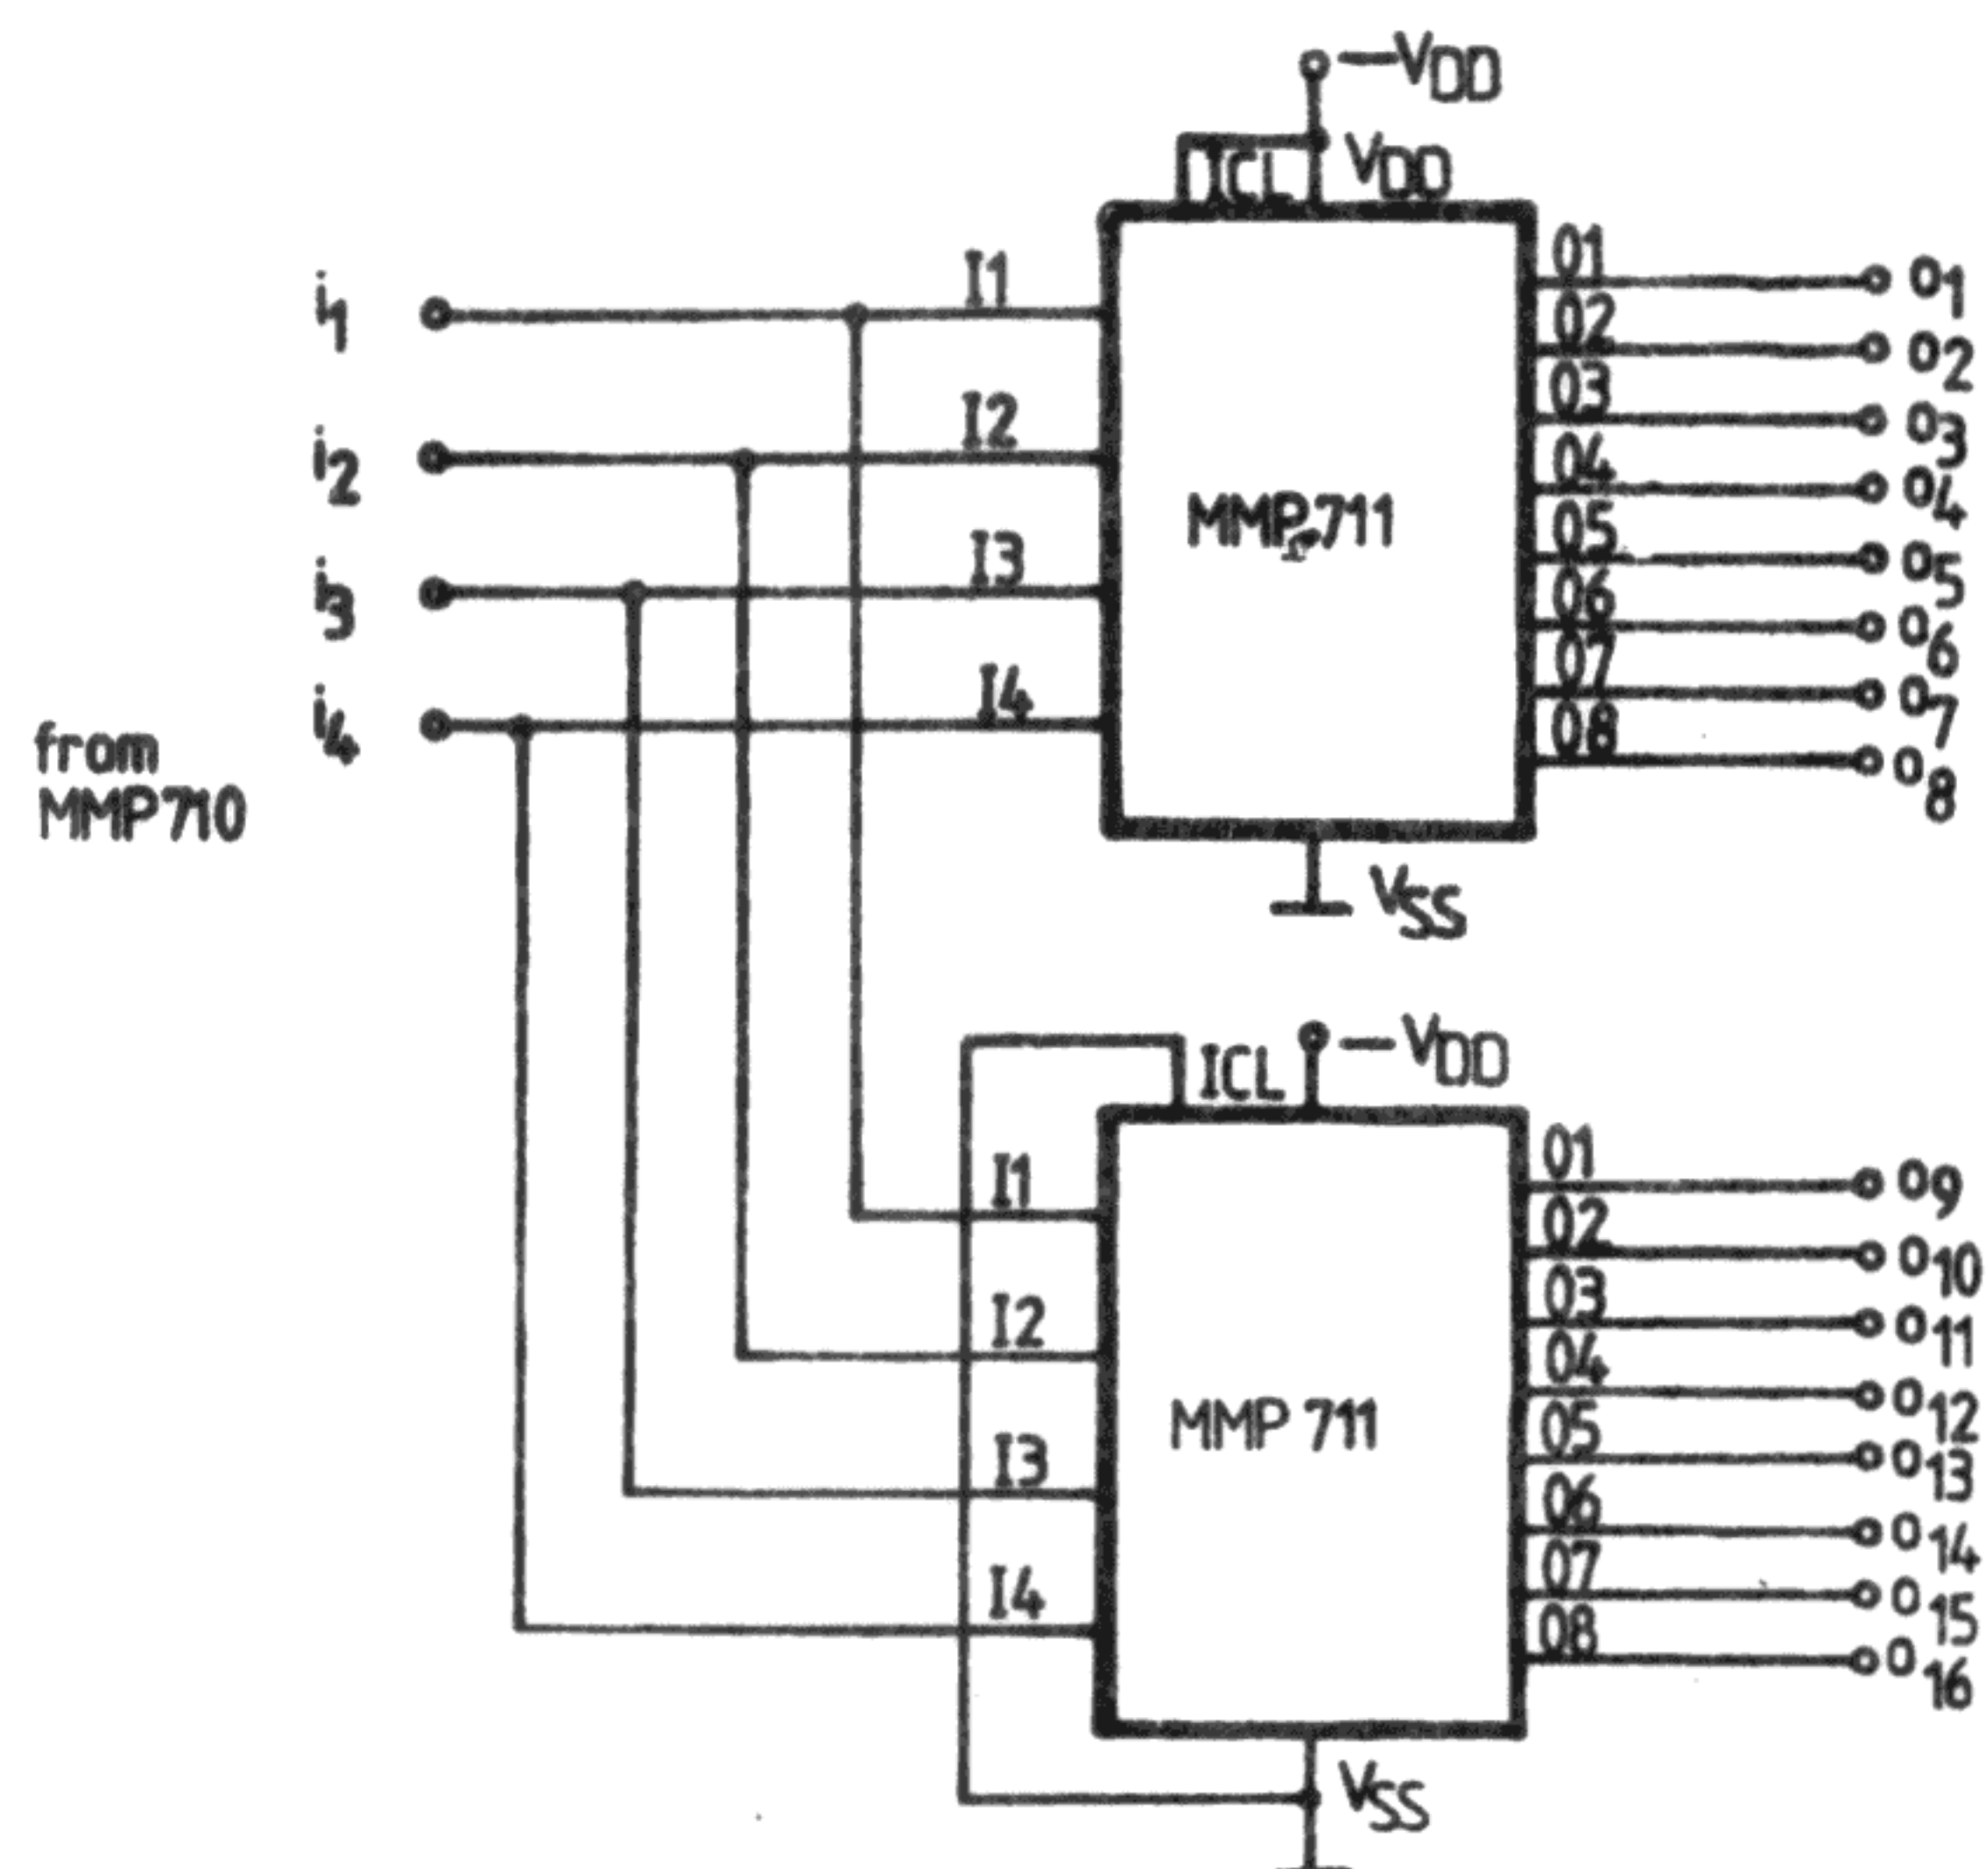 –VDD
ICL VDD
i1
I1
i2
I2
i3
I3
i4
I4
from
MMP710
MMP 711
01
02
03
04
05
06
07
08
o1
o2
o3
o4
o5
o6
o7
o8
VSS
ICL –VDD
I1
I2
I3
I4
MMP 711
01
02
03
04
05
06
07
08
o9
o10
o11
o12
o13
o14
o15
o16
VSS